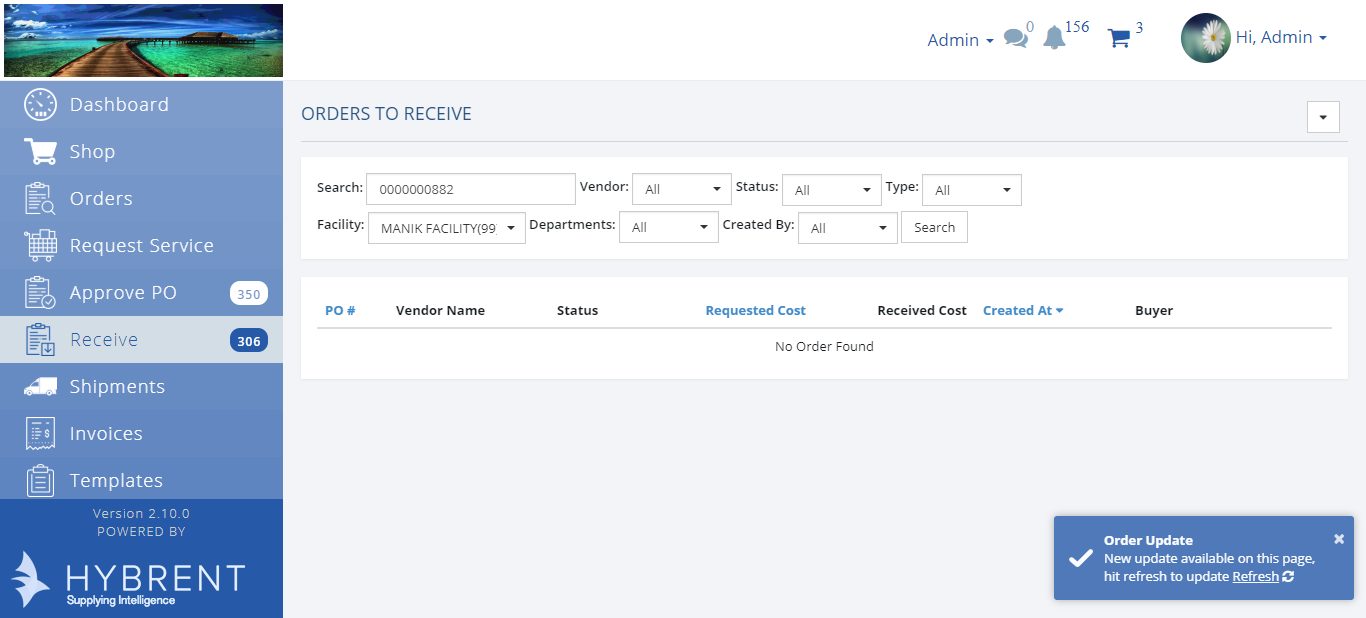 Admin
0
156
3
Hi, Admin
Dashboard
Shop
Orders
Request Service
Approve PO 350
Receive 306
Shipments
Invoices
Templates
Version 2.10.0
POWERED BY
HYBRENT
Supplying Intelligence
ORDERS TO RECEIVE
Search: 0000000882 Vendor: All Status: All Type: All
Facility: MANIK FACILITY(99 Departments: All Created By: All Search
PO # Vendor Name Status Requested Cost Received Cost Created At Buyer
No Order Found
Order Update
New update available on this page,
hit refresh to update Refresh